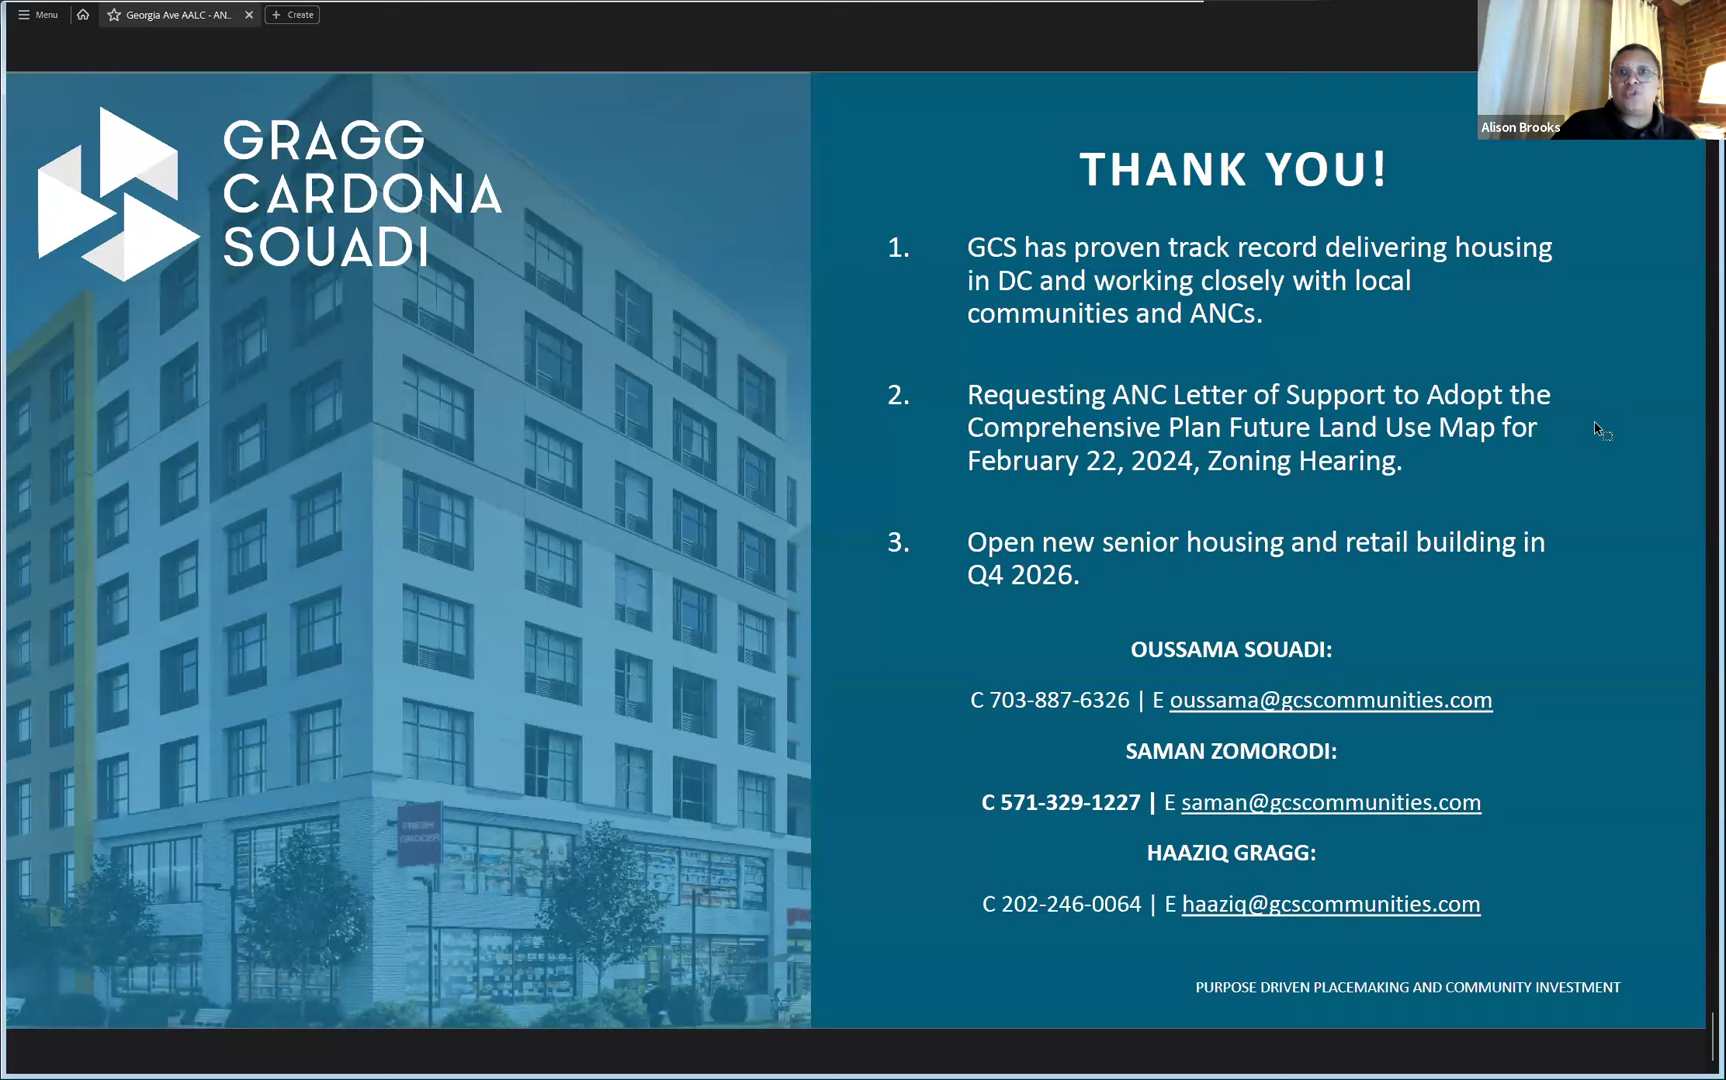 Menu
Georgia Ave AALC - AN...
Create
Alison Brooks
GRAGG
CARDONA
SOUADI
FRESH
GROCER
THANK YOU!
1. GCS has proven track record delivering housing
in DC and working closely with local
communities and ANCs.
2. Requesting ANC Letter of Support to Adopt the
Comprehensive Plan Future Land Use Map for
February 22, 2024, Zoning Hearing.
3. Open new senior housing and retail building in
Q4 2026.
OUSSAMA SOUADI:
C 703-887-6326 | E oussama@gcscommunities.com
SAMAN ZOMORODI:
C 571-329-1227 | E saman@gcscommunities.com
HAAZIQ GRAGG:
C 202-246-0064 | E haaziq@gcscommunities.com
PURPOSE DRIVEN PLACEMAKING AND COMMUNITY INVESTMENT